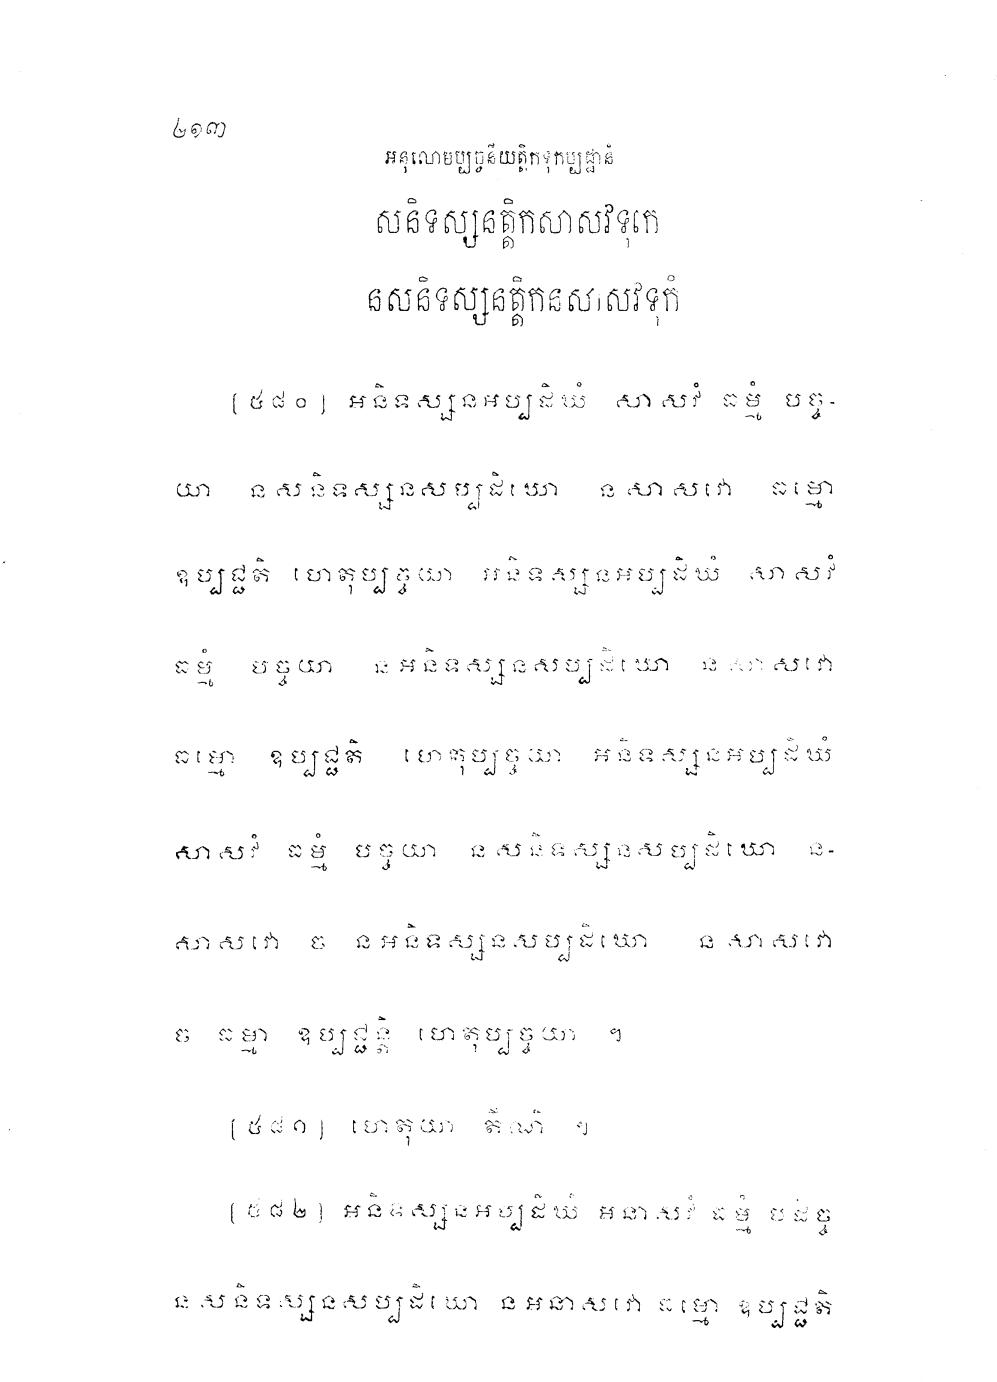 ២១៣
អនុលោមប្បច្ចនីយត្តិកទុកប្បដ្ឋានំ
សនិទស្សនត្តិកសាសវទុកេ
នសនិទស្សនត្តិកនសាសវទុកំ
[៥៨០] អនិទស្សនអប្បដិឃំ សាសវំ ធម្មំ បច្ច-
យា នសនិទស្សនសប្បដិឃោ នសាសវោ ធម្មោ
ឧប្បជ្ជតិ ហេតុប្បច្ចយា អនិទស្សនអប្បដិឃំ សាសវំ
ធម្មំ បច្ចយា នអនិទស្សនសប្បដិឃោ នសាសវោ
ធម្មោ ឧប្បជ្ជតិ ហេតុប្បច្ចយា អនិទស្សនអប្បដិឃំ
សាសវំ ធម្មំ បច្ចយា នសនិទស្សនសប្បដិឃោ ន-
សាសវោ ច នអនិទស្សនសប្បដិឃោ នសាសវោ
ច ធម្មា ឧប្បជ្ជន្តិ ហេតុប្បច្ចយា ។
[៥៨១] ហេតុយា តីណិ ។
[៥៨២] អនិទស្សនអប្បដិឃំ អនាសវំ ធម្មំ បដិច្ច
នសនិទស្សនសប្បដិឃោ នអនាសវោ ធម្មោ ឧប្បជ្ជតិ